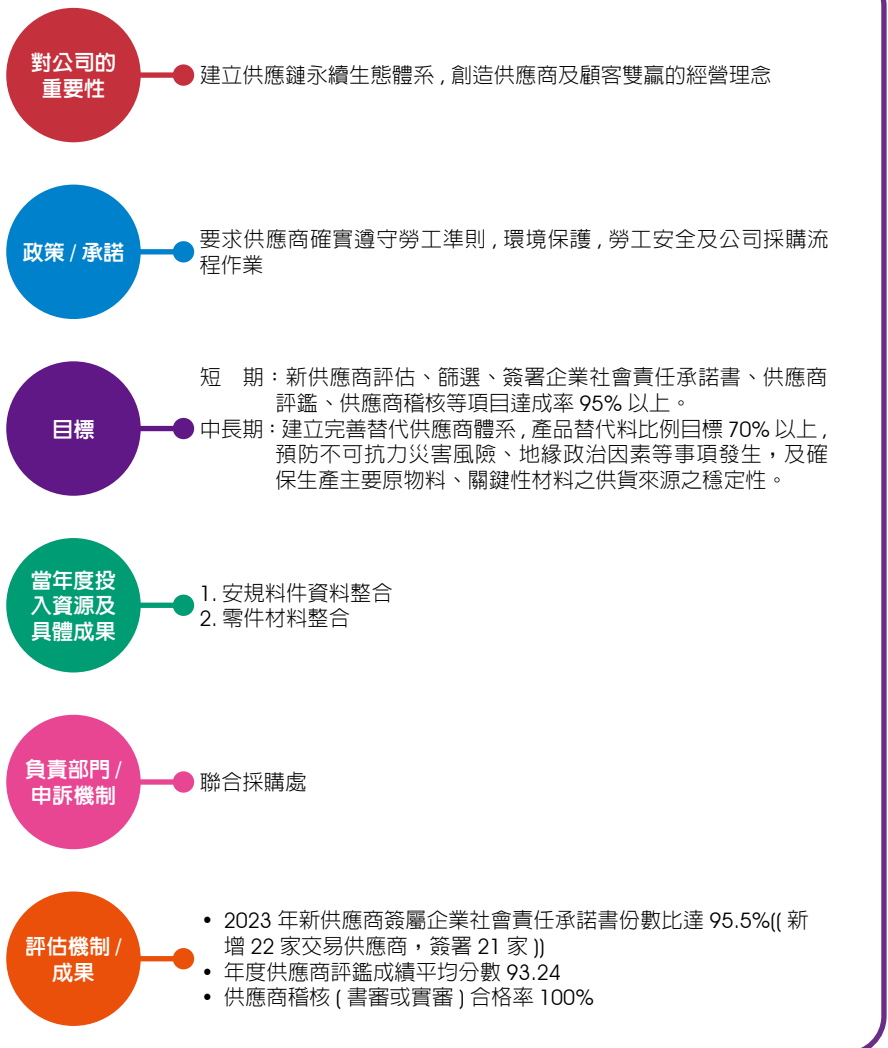 對公司的
重要性
建立供應鏈永續生態體系 , 創造供應商及顧客雙贏的經營理念
政策 / 承諾
要求供應商確實遵守勞工準則 , 環境保護 , 勞工安全及公司採購流
程作業
目標
短　期：新供應商評估、篩選、簽署企業社會責任承諾書、供應商
評鑑、供應商稽核等項目達成率 95% 以上。
中長期：建立完善替代供應商體系 , 產品替代料比例目標 70% 以上 ,
預防不可抗力災害風險、地緣政治因素等事項發生，及確
保生產主要原物料、關鍵性材料之供貨來源之穩定性。
當年度投
入資源及
具體成果
1. 安規料件資料整合
2. 零件材料整合
負責部門 /
申訴機制
聯合採購處
評估機制 /
成果
• 2023 年新供應商簽屬企業社會責任承諾書份數比達 95.5%(( 新
增 22 家交易供應商，簽署 21 家 ))
• 年度供應商評鑑成績平均分數 93.24
• 供應商稽核 ( 書審或實審 ) 合格率 100%